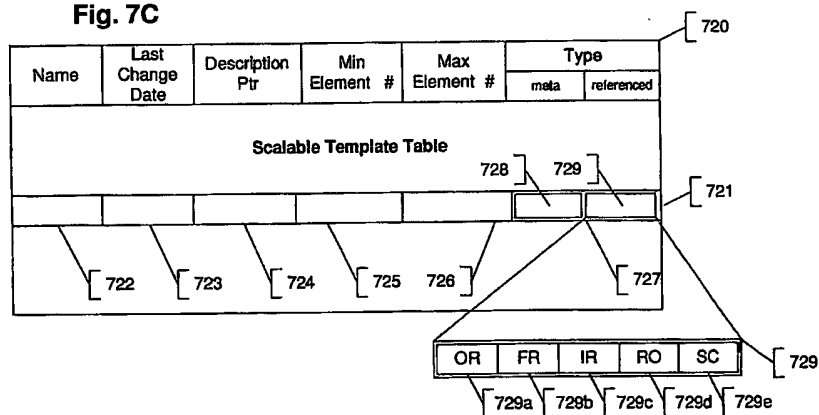 Fig. 7C
720
Name
Last
Change
Date
Description
Ptr
Min
Element #
Max
Element #
Type
meta
referenced
Scalable Template Table
728
729
721
722
723
724
725
726
727
OR FR IR RO SC
729
729a 729b 729c 729d 729e